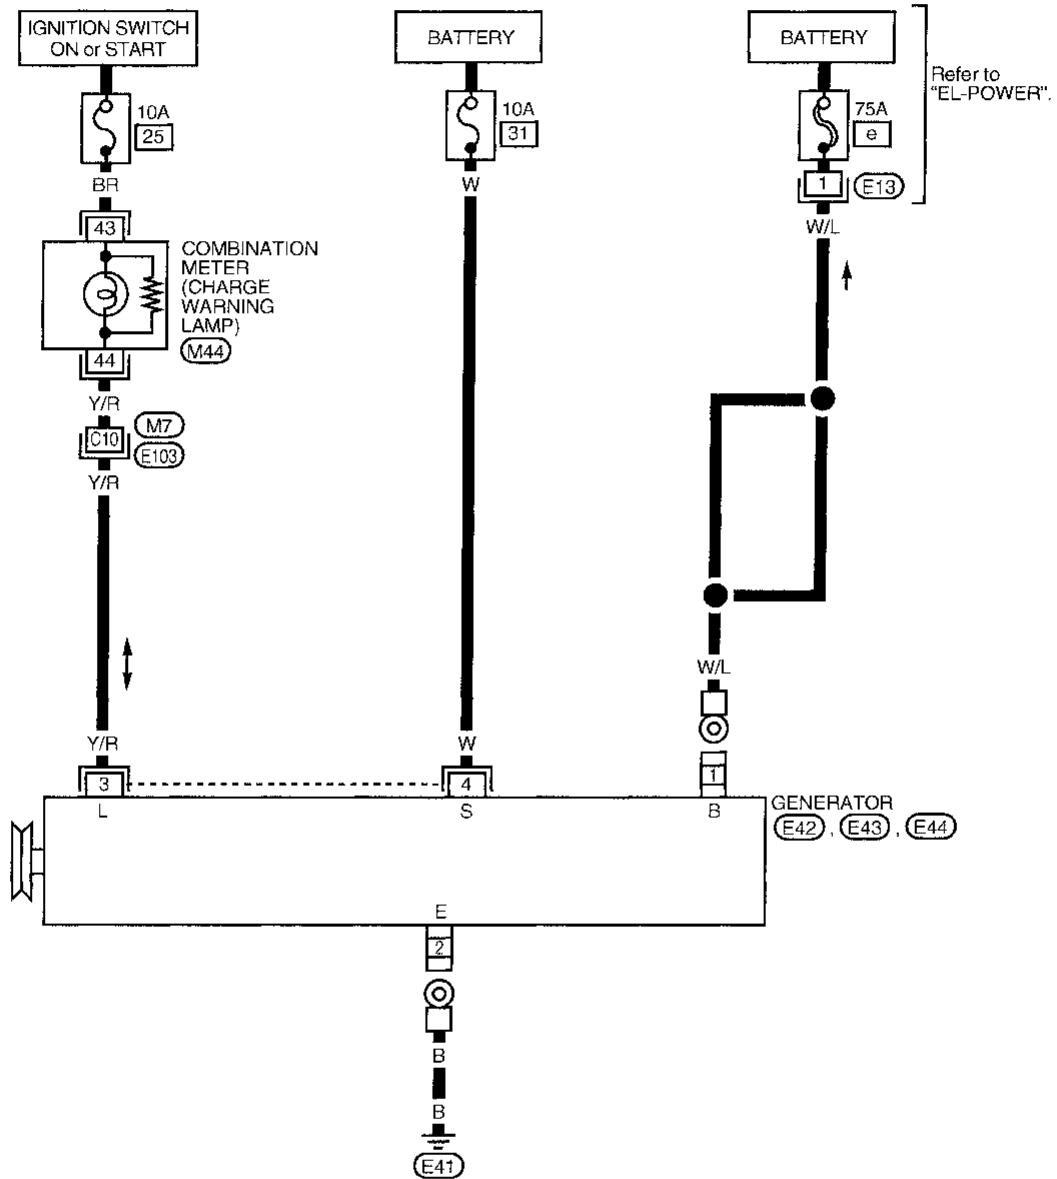 IGNITION SWITCH
ON or START
BATTERY
BATTERY
Refer to
"EL-POWER".
10A
25
10A
31
75A
e
BR
W
1
E13
43
W/L
COMBINATION
METER
(CHARGE
WARNING
LAMP)
M44
44
Y/R
C10
M7
E103
Y/R
W/L
Y/R
W
3
4
1
L
S
B
GENERATOR
E42 , E43 , E44
E
2
B
B
E41